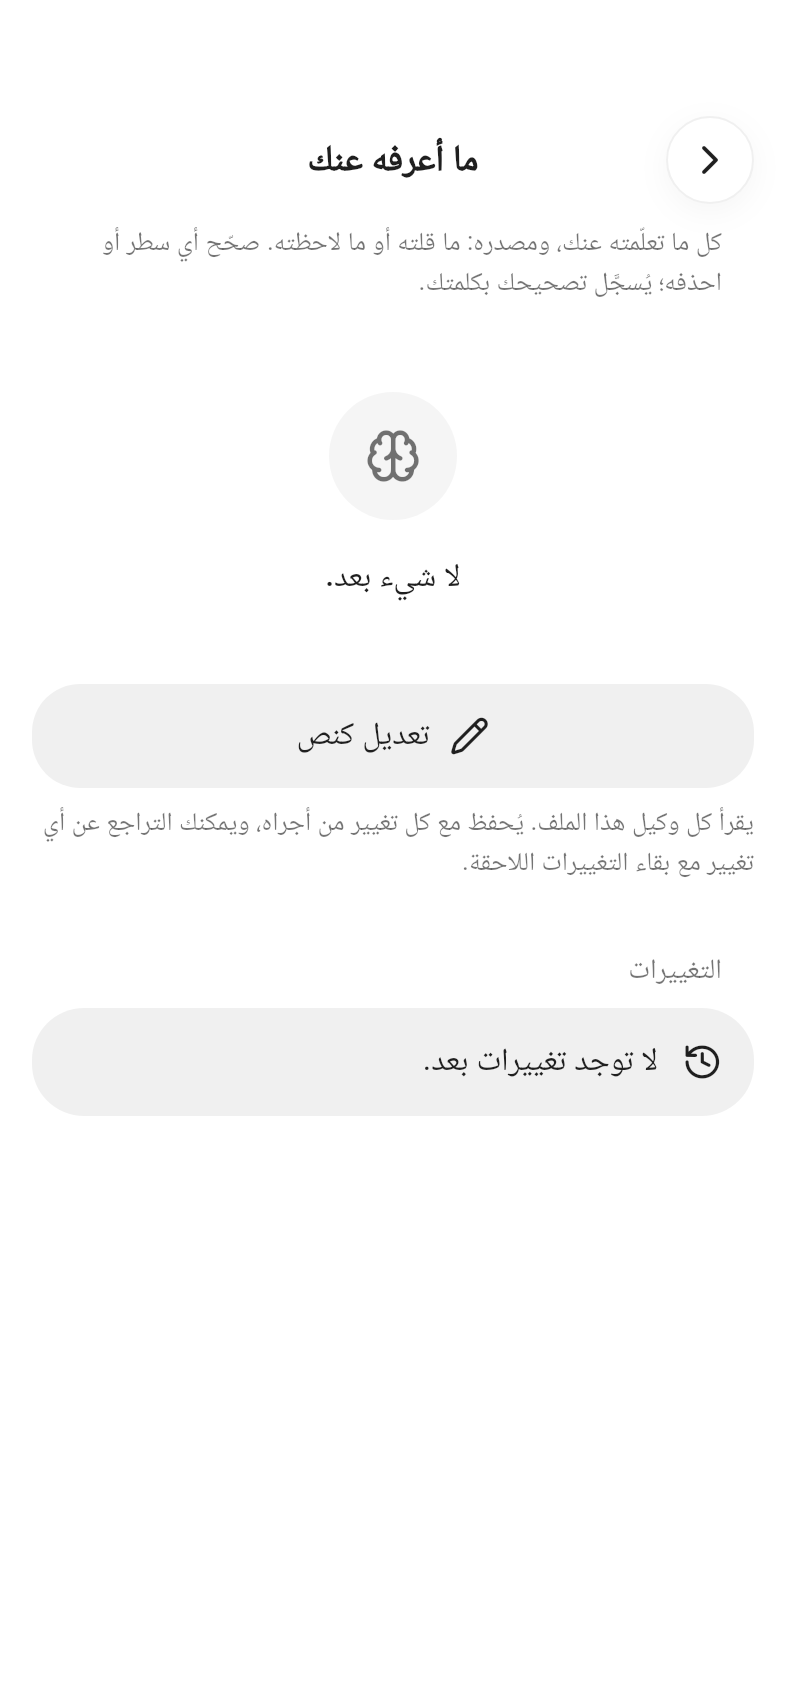 ما أعرفه عنك
كل ما تعلّمته عنك، ومصدره: ما قلته أو ما لاحظته. صحّح أي سطر أو
احذفه؛ يُسجَّل تصحيحك بكلمتك.
لا شيء بعد.
تعديل كنص
يقرأ كل وكيل هذا الملف. يُحفظ مع كل تغيير من أجراه، ويمكنك التراجع عن أي
تغيير مع بقاء التغييرات اللاحقة.
التغييرات
لا توجد تغييرات بعد.